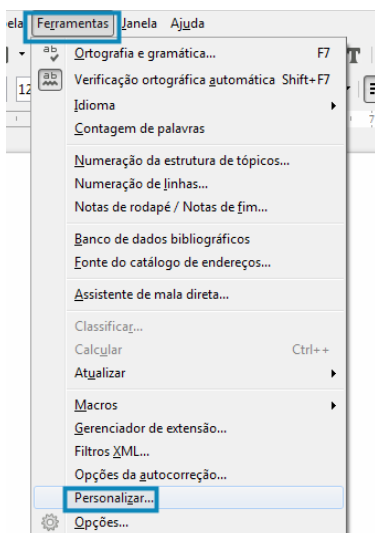 ela Ferramentas Janela Ajuda
Ortografia e gramática... F7
Verificação ortográfica automática Shift+F7
Idioma
Contagem de palavras
Numeração da estrutura de tópicos...
Numeração de linhas...
Notas de rodapé / Notas de fim...
Banco de dados bibliográficos
Fonte do catálogo de endereços...
Assistente de mala direta...
Classificar...
Calcular Ctrl++
Atualizar
Macros
Gerenciador de extensão...
Filtros XML...
Opções da autocorreção...
Personalizar...
Opções...